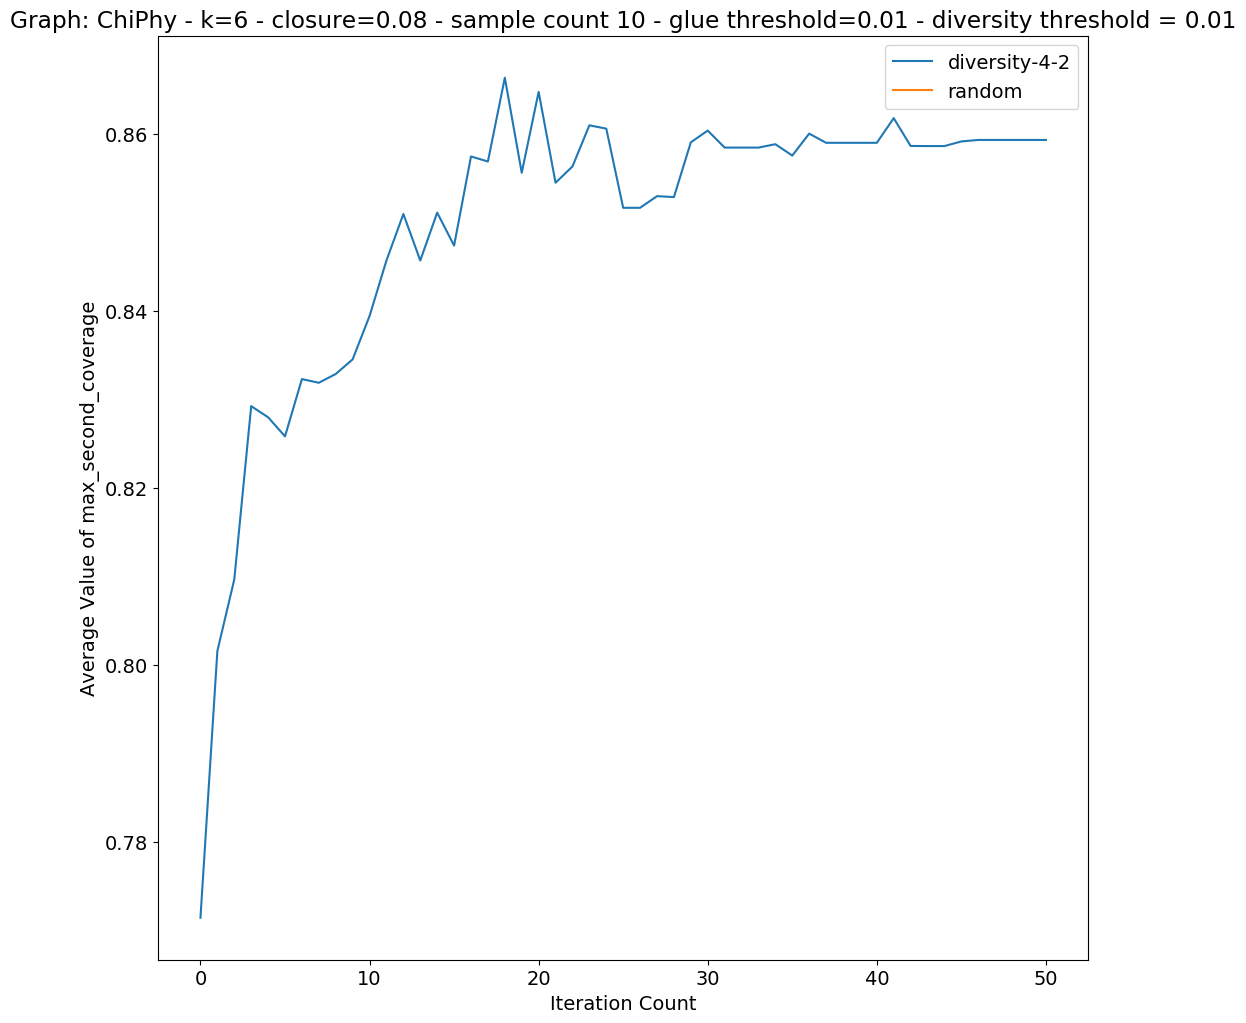 Graph: ChiPhy - k=6 - closure=0.08 - sample count 10 - glue threshold=0.01 - diversity threshold = 0.01
diversity-4-2
random
0.86
0.84
0.82
0.80
0.78
Average Value of max_second_coverage
0 10 20 30 40 50
Iteration Count